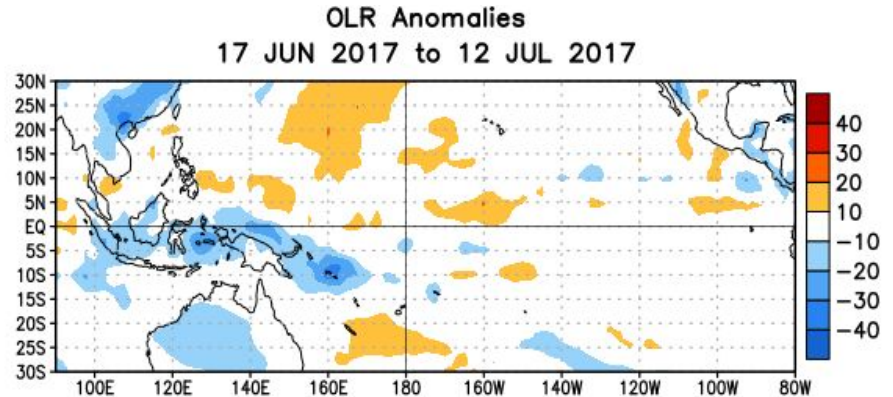 OLR Anomalies
17 JUN 2017 to 12 JUL 2017
30N
25N
20N
15N
10N
5N
EQ
5S
10S
15S
20S
25S
30S
100E 120E 140E 160E 180 160W 140W 120W 100W 80W
40
30
20
10
-10
-20
-30
-40